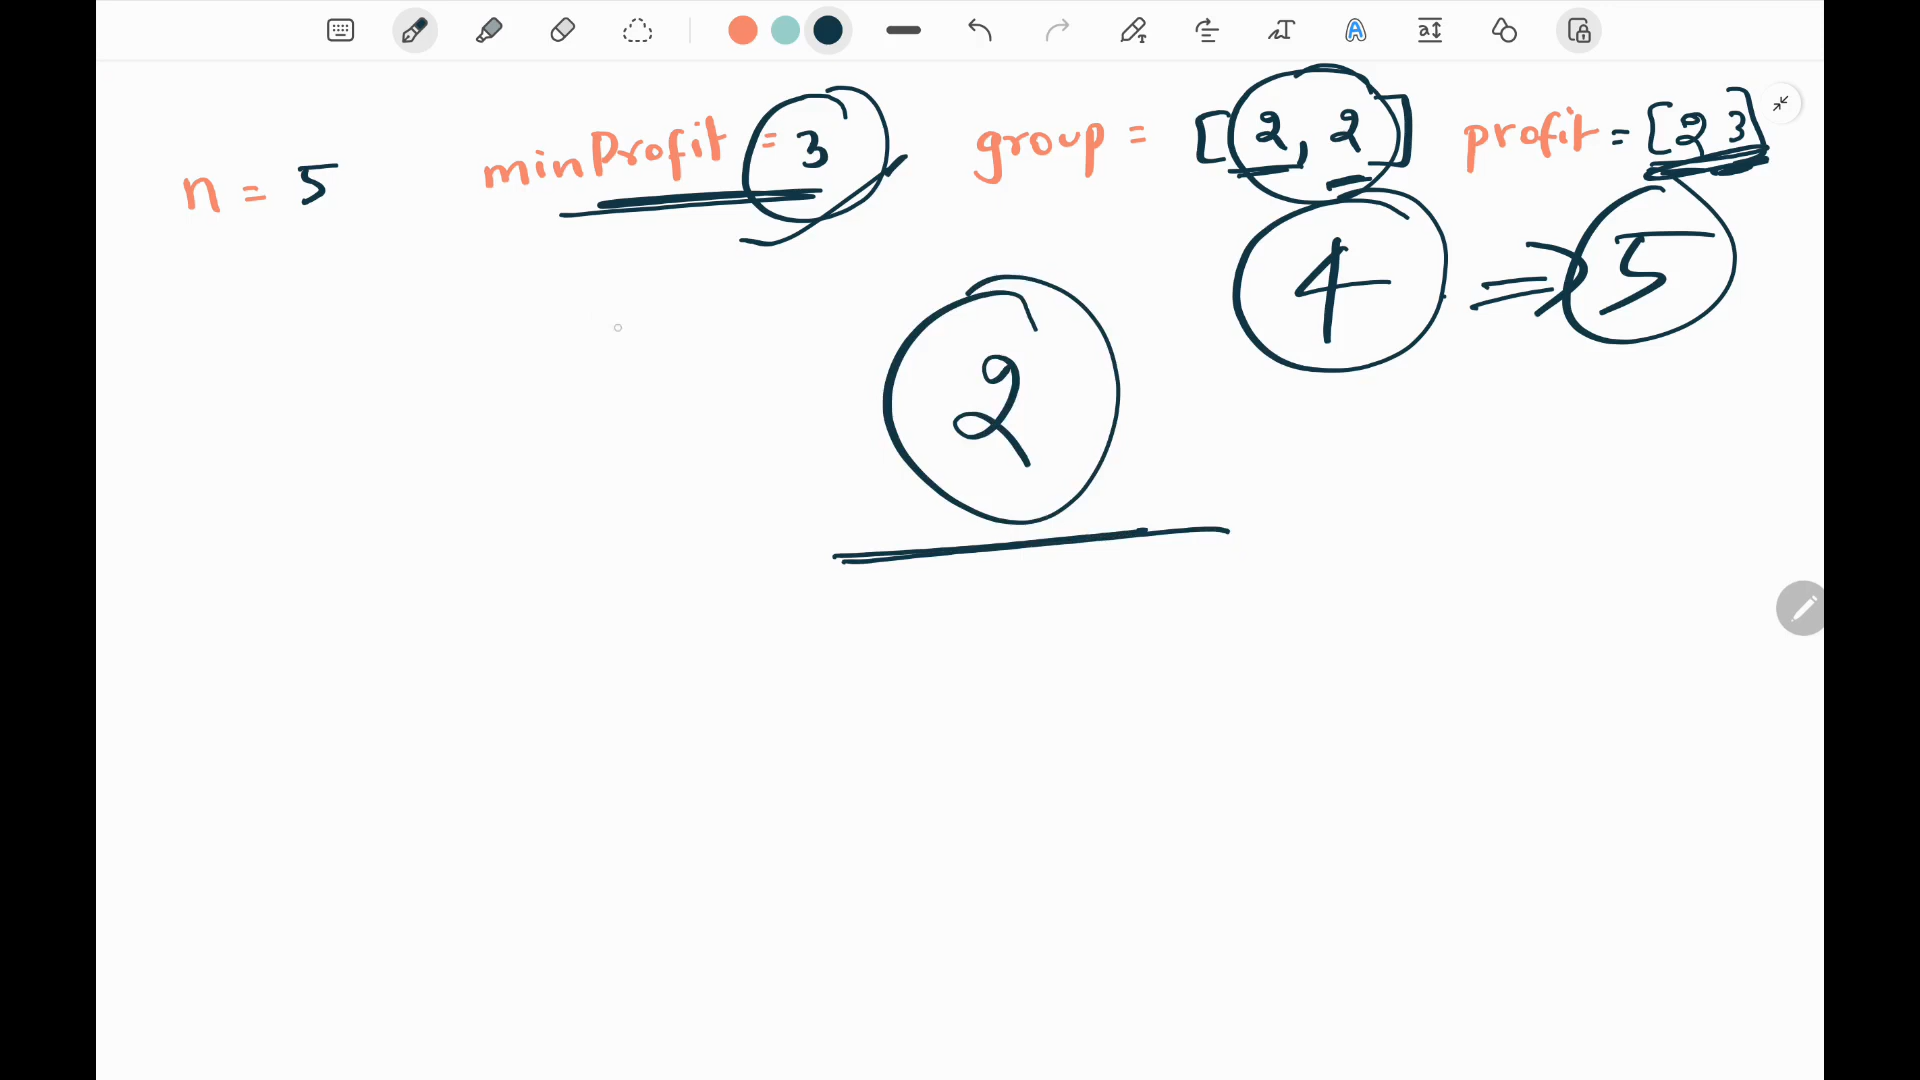 n = 5 minProfit = 3 group = [2, 2] profit = [2 3]
4 => 5
2